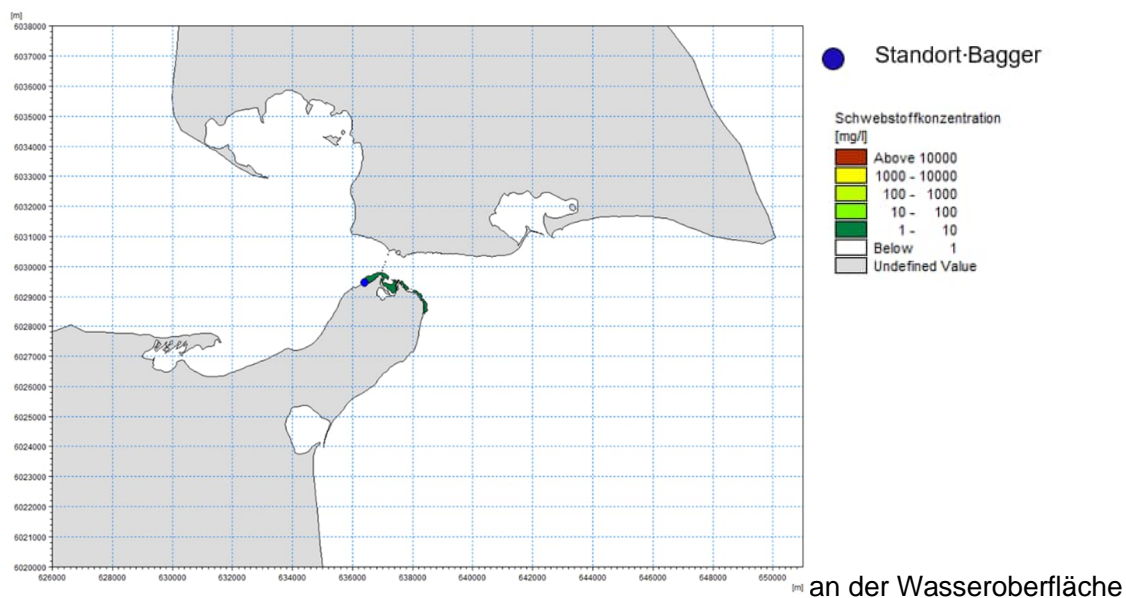 [m]
6038000
6037000
6036000
6035000
6034000
6033000
6032000
6031000
6030000
6029000
6028000
6027000
6026000
6025000
6024000
6023000
6022000
6021000
6020000
626000 628000 630000 632000 634000 636000 638000 640000 642000 644000 646000 648000 650000
[m]
Standort·Bagger
Schwebstoffkonzentration
[mg/l]
Above 10000
1000 - 10000
100 - 1000
10 - 100
1 - 10
Below 1
Undefined Value
an der Wasseroberfläche